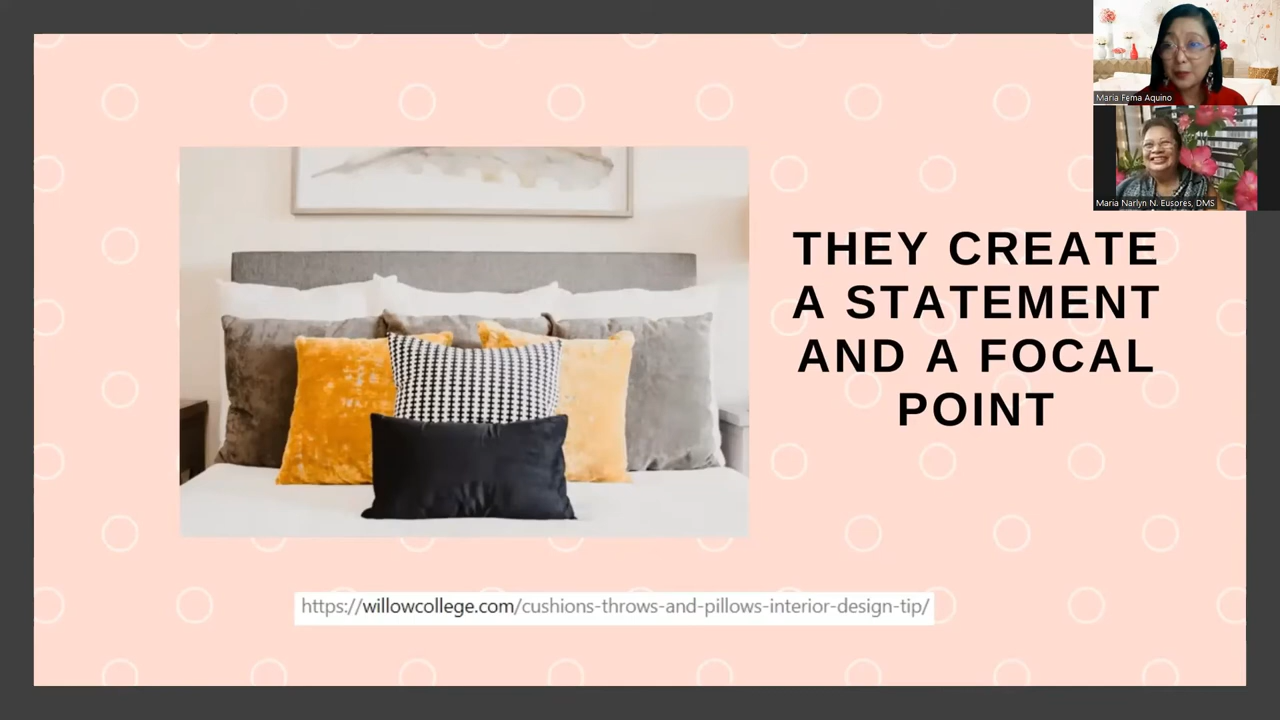 Maria Fema Aquino
Maria Narlyn N. Eusores, DMS
THEY CREATE
A STATEMENT
AND A FOCAL
POINT
https://willowcollege.com/cushions-throws-and-pillows-interior-design-tip/